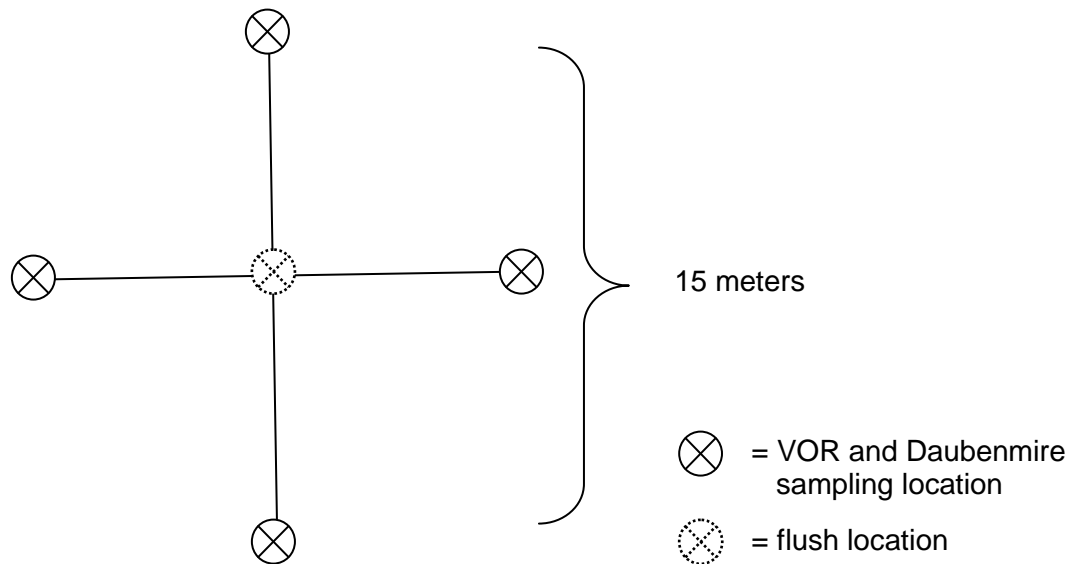 15 meters
= VOR and Daubenmire
sampling location
= flush location